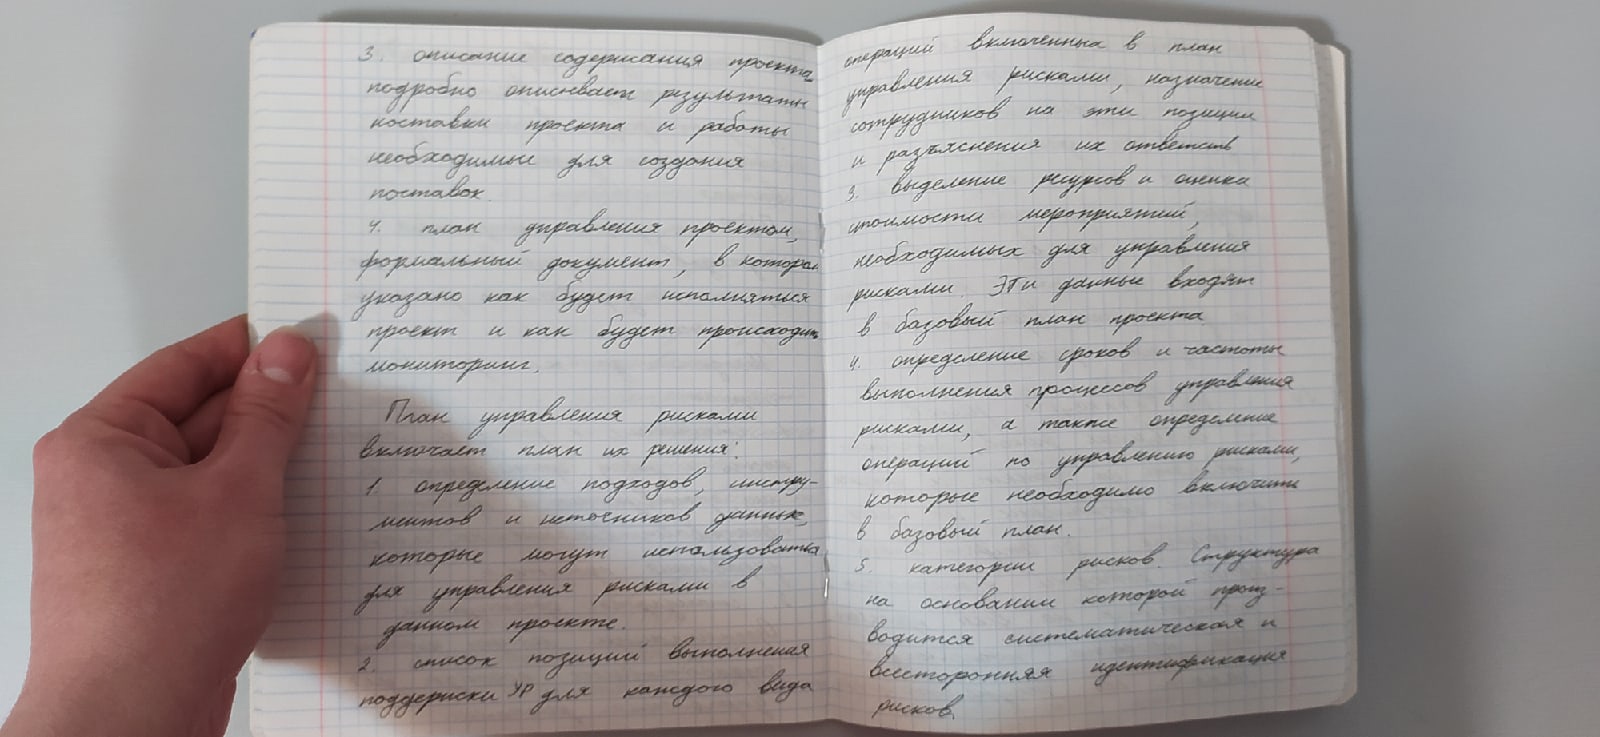 3. описание содержания проекта
подробно описывает результаты
поставки проекта и работы
необходимые для создания
поставок.
4. план управления проектом,
формальный документ, в котором
указано как будет исполняться
проект и как будет происходить
мониторинг.
План управления рисками
включает план их решения:
1. определение подходов, инстру-
ментов и источников данных,
которые могут использоваться
для управления рисками в
данном проекте.
2. список позиций выполнения
поддержки УР для каждого вида
операций включенных в план
управления рисками, назначение
сотрудников на эти позиции
и разъяснения их ответств
3. выделение ресурсов и оценка
стоимости мероприятий,
необходимых для управления
рисками. Эти данные входят
в базовый план проекта
4. определение сроков и частоты
выполнения процессов управления
рисками, а также определение
операций по управлению рисками,
которые необходимо включить
в базовый план.
5. категории рисков. Структура
на основании которой произ-
водится систематическая и
всесторонняя идентификация
рисков.